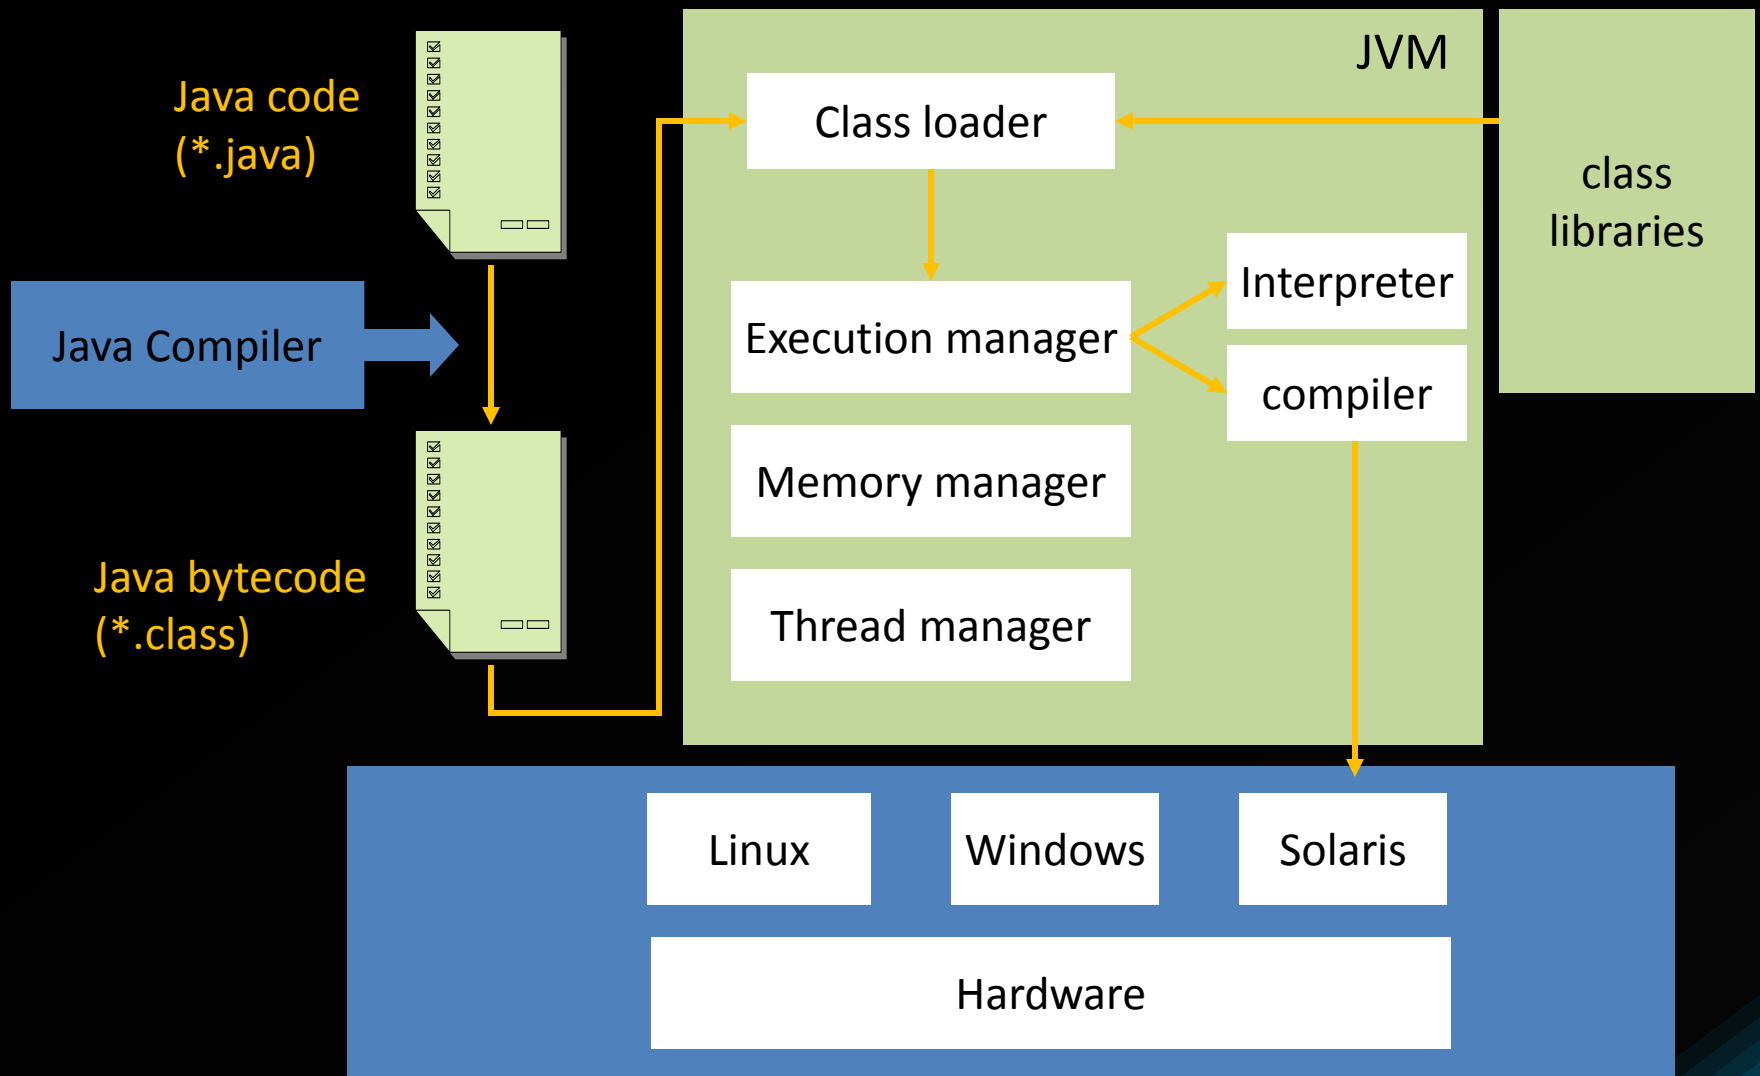 Java code
(*.java)
Java Compiler
Java bytecode
(*.class)
JVM
Class loader
Execution manager
Interpreter
compiler
Memory manager
Thread manager
class
libraries
Linux
Windows
Solaris
Hardware